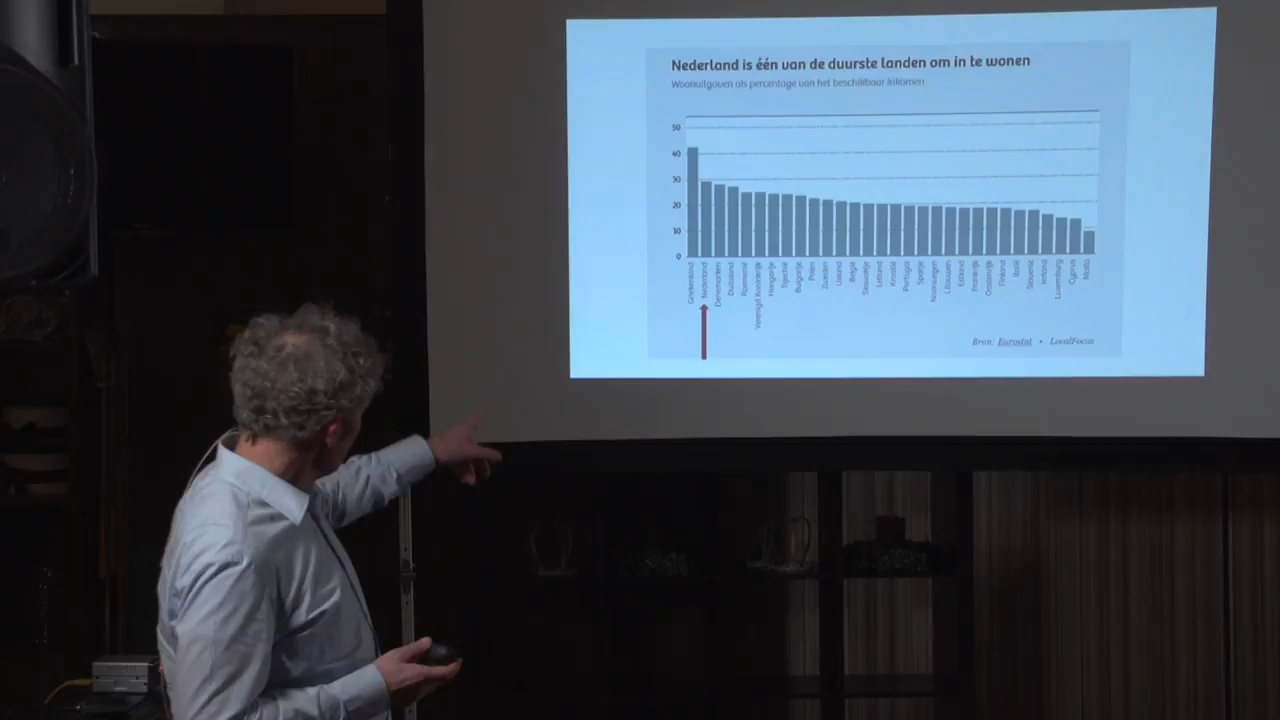 Nederland is één van de duurste landen om in te wonen
Woonuitgaven als percentage van het beschikbaar inkomen
50
40
30
20
10
0
Griekenland
Nederland
Denemarken
Duitsland
Roemenië
Verenigd Koninkrijk
Hongarije
Tsjechië
Bulgarije
Polen
Zweden
IJsland
België
Slowakije
Letland
Kroatië
Portugal
Spanje
Noorwegen
Litouwen
Estland
Frankrijk
Oostenrijk
Finland
Italië
Slovenië
Ierland
Luxemburg
Cyprus
Malta
Bron: Eurostat • LocalFocus